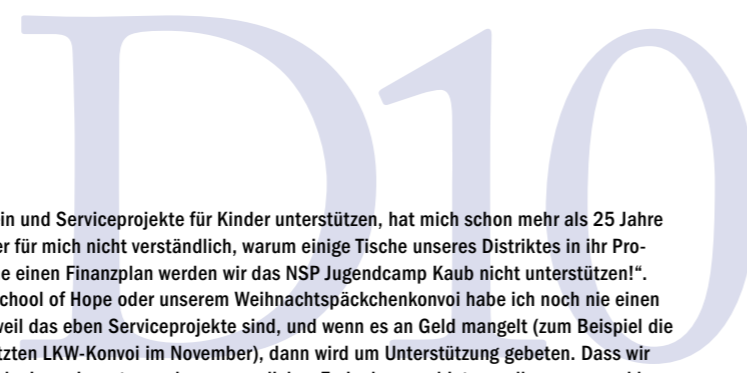 D10
in und Serviceprojekte für Kinder unterstützen, hat mich schon mehr als 25 Jahre
er für mich nicht verständlich, warum einige Tische unseres Distriktes in ihr Pro-
e einen Finanzplan werden wir das NSP Jugendcamp Kaub nicht unterstützen!“.
chool of Hope oder unserem Weihnachtspäckchenkonvoi habe ich noch nie einen
weil das eben Serviceprojekte sind, und wenn es an Geld mangelt (zum Beispiel die
tzten LKW-Konvoi im November), dann wird um Unterstützung gebeten. Dass wir